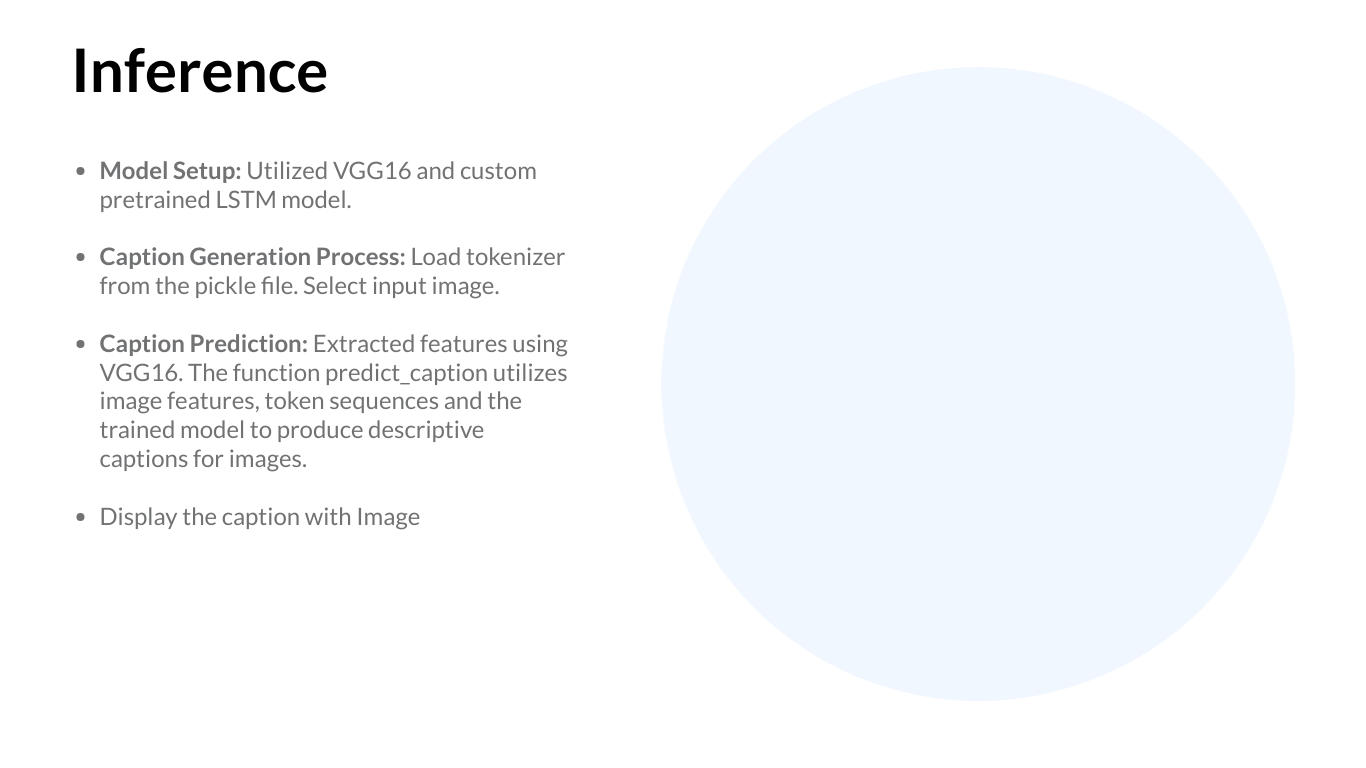 Inference
• Model Setup: Utilized VGG16 and custom
pretrained LSTM model.
• Caption Generation Process: Load tokenizer
from the pickle file. Select input image.
• Caption Prediction: Extracted features using
VGG16. The function predict_caption utilizes
image features, token sequences and the
trained model to produce descriptive
captions for images.
• Display the caption with Image